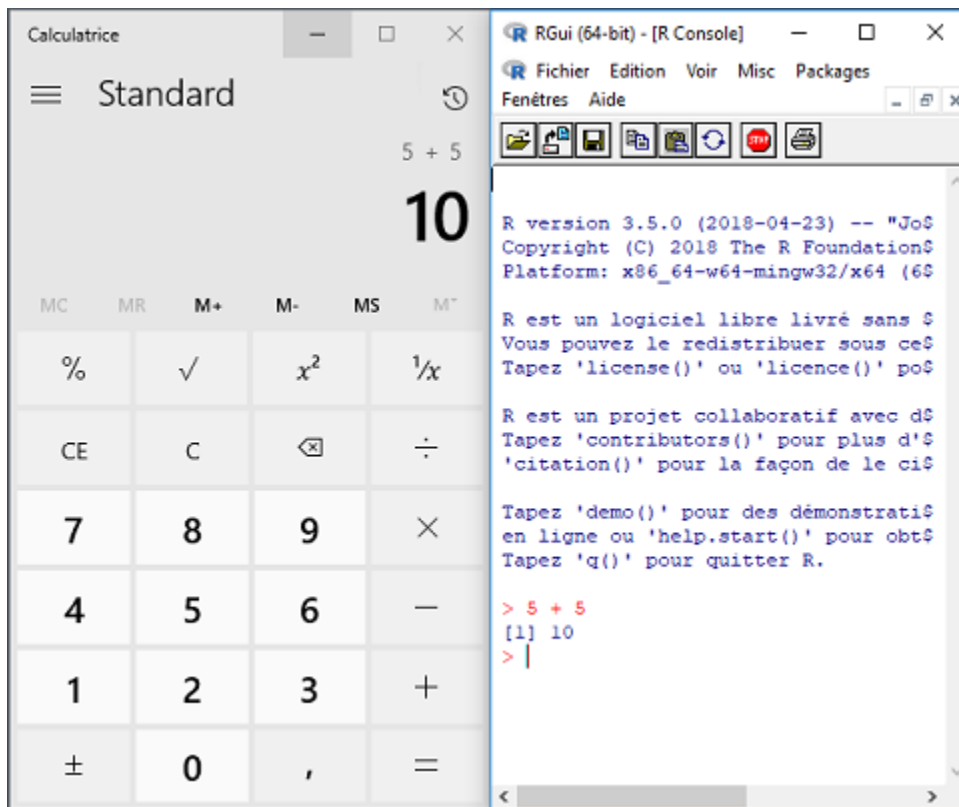 Calculatrice
Standard
5 + 5
10
MC MR M+ M- MS M˅
% √ x² ¹/x
CE C ⌫ ÷
7 8 9 ×
4 5 6 −
1 2 3 +
± 0 , =
RGui (64-bit) - [R Console]
Fichier Edition Voir Misc Packages
Fenêtres Aide
STOP
R version 3.5.0 (2018-04-23) -- "Jo$
Copyright (C) 2018 The R Foundation$
Platform: x86_64-w64-mingw32/x64 (6$
R est un logiciel libre livré sans $
Vous pouvez le redistribuer sous ce$
Tapez 'license()' ou 'licence()' po$
R est un projet collaboratif avec d$
Tapez 'contributors()' pour plus d'$
'citation()' pour la façon de le ci$
Tapez 'demo()' pour des démonstrati$
en ligne ou 'help.start()' pour obt$
Tapez 'q()' pour quitter R.
> 5 + 5
[1] 10
>